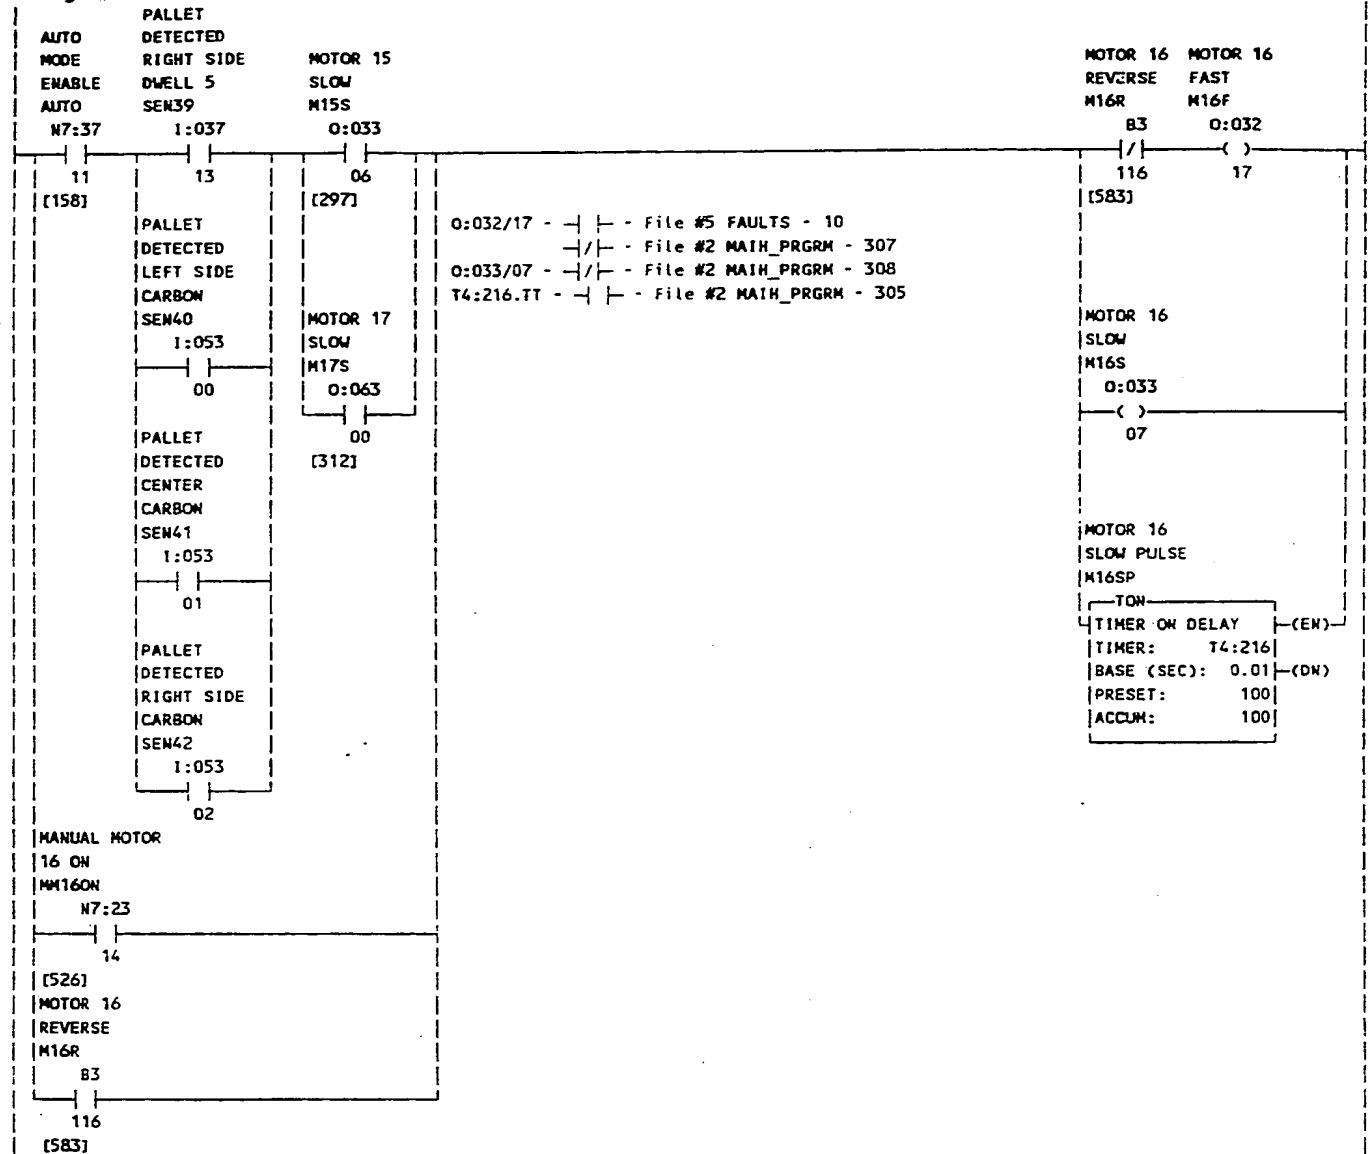 PALLET
AUTO DETECTED
MODE RIGHT SIDE MOTOR 15 MOTOR 16 MOTOR 16
ENABLE DWELL 5 SLOW REVERSE FAST
AUTO SEN39 M15S M16R M16F
N7:37 I:037 O:033 B3 O:032
11 13 06 116 17
[158] [297] [583]
PALLET O:032/17 - ┤ ├ - File #5 FAULTS - 10
DETECTED ┤/├ - File #2 MAIH_PRGRM - 307
LEFT SIDE O:033/07 - ┤/├ - File #2 MAIH_PRGRM - 308
CARBON T4:216.TT - ┤ ├ - File #2 MAIH_PRGRM - 305
SEN40 MOTOR 17 MOTOR 16
I:053 SLOW SLOW
M17S M16S
00 O:063 O:033
PALLET 00 07
DETECTED [312]
CENTER
CARBON
SEN41 MOTOR 16
I:053 SLOW PULSE
M16SP
01 TON
TIMER ON DELAY (EN)
PALLET TIMER: T4:216
DETECTED BASE (SEC): 0.01 (DN)
RIGHT SIDE PRESET: 100
CARBON ACCUM: 100
SEN42
I:053
02
MANUAL MOTOR
16 ON
MM16ON
N7:23
14
[526]
MOTOR 16
REVERSE
M16R
B3
116
[583]